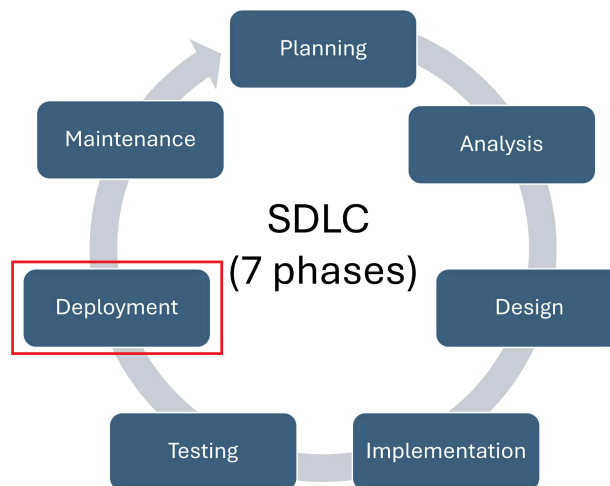 Planning
Maintenance
Analysis
SDLC
(7 phases)
Deployment
Design
Testing
Implementation